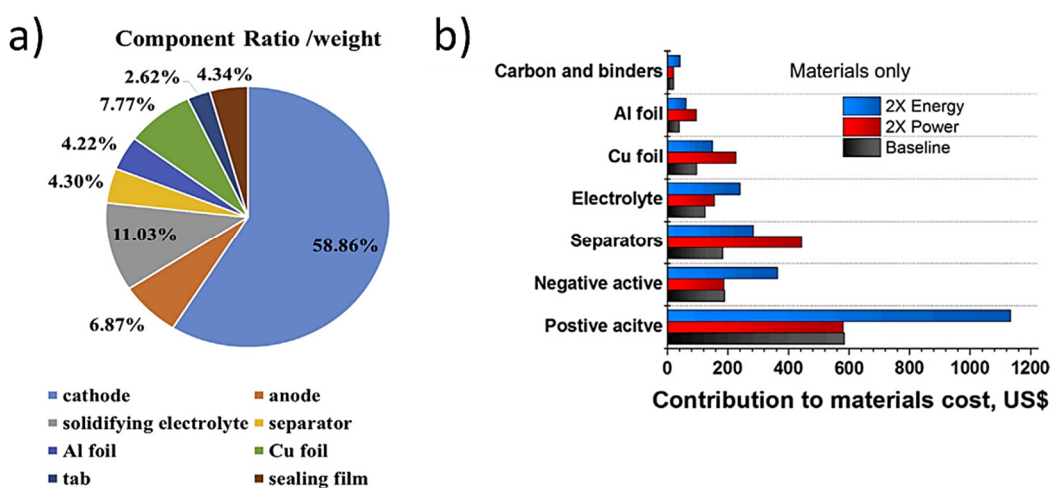 a)
Component Ratio /weight
2.62%
4.34%
7.77%
4.22%
4.30%
11.03%
6.87%
58.86%
cathode
anode
solidifying electrolyte
separator
Al foil
Cu foil
tab
sealing film
b)
Materials only
2X Energy
2X Power
Baseline
Carbon and binders
Al foil
Cu foil
Electrolyte
Separators
Negative active
Postive acitve
0 200 400 600 800 1000 1200
Contribution to materials cost, US$